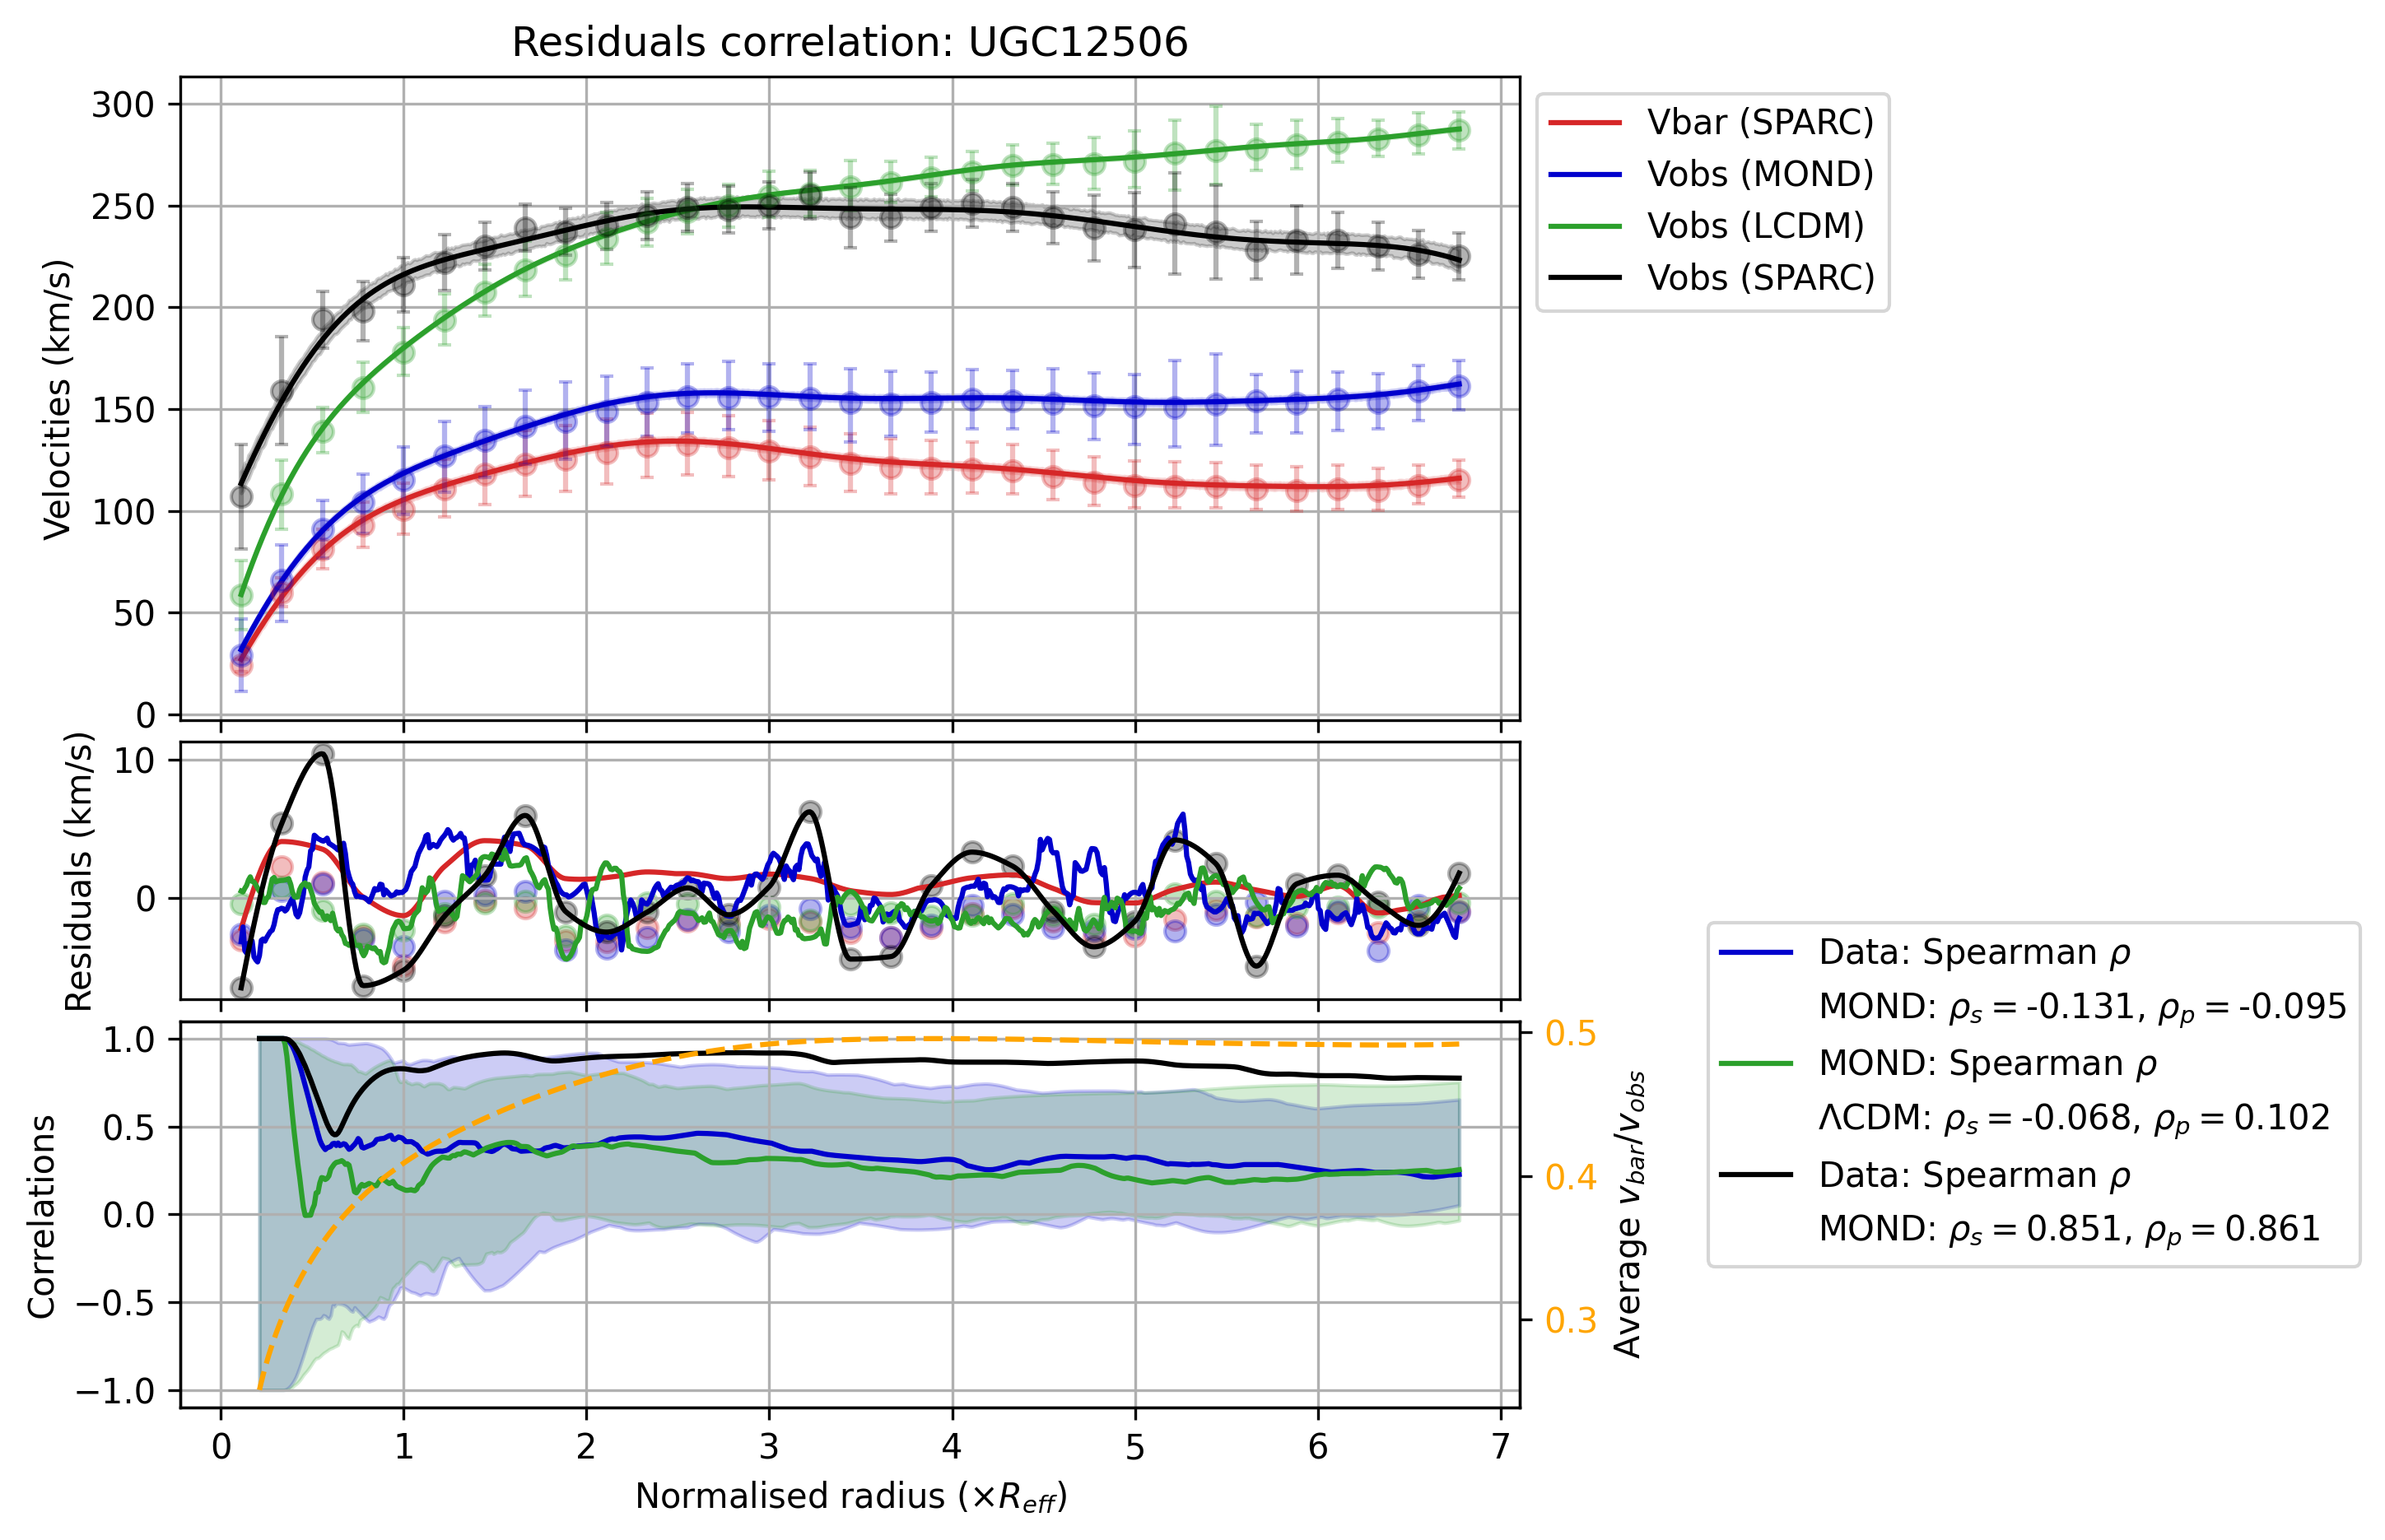 Residuals correlation: UGC12506
300
250
200
150
100
50
0
Velocities (km/s)
Vbar (SPARC)
Vobs (MOND)
Vobs (LCDM)
Vobs (SPARC)
10
0
Residuals (km/s)
1.0
0.5
0.0
−0.5
−1.0
Correlations
0.5
0.4
0.3
Average v_bar/v_obs
Data: Spearman ρ
MOND: ρ_s = -0.131, ρ_p = -0.095
MOND: Spearman ρ
ΛCDM: ρ_s = -0.068, ρ_p = 0.102
Data: Spearman ρ
MOND: ρ_s = 0.851, ρ_p = 0.861
0 1 2 3 4 5 6 7
Normalised radius (×R_eff)